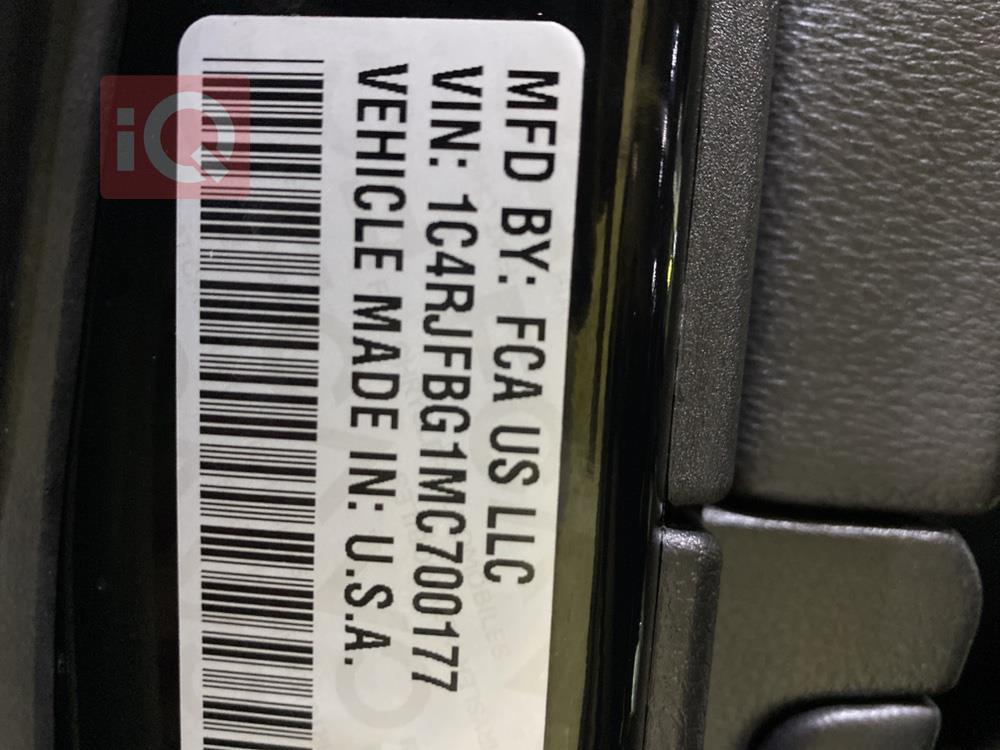 MFD BY: FCA US LLC
VIN: 1C4RJFBG1MC700177
VEHICLE MADE IN: U.S.A.
iQ